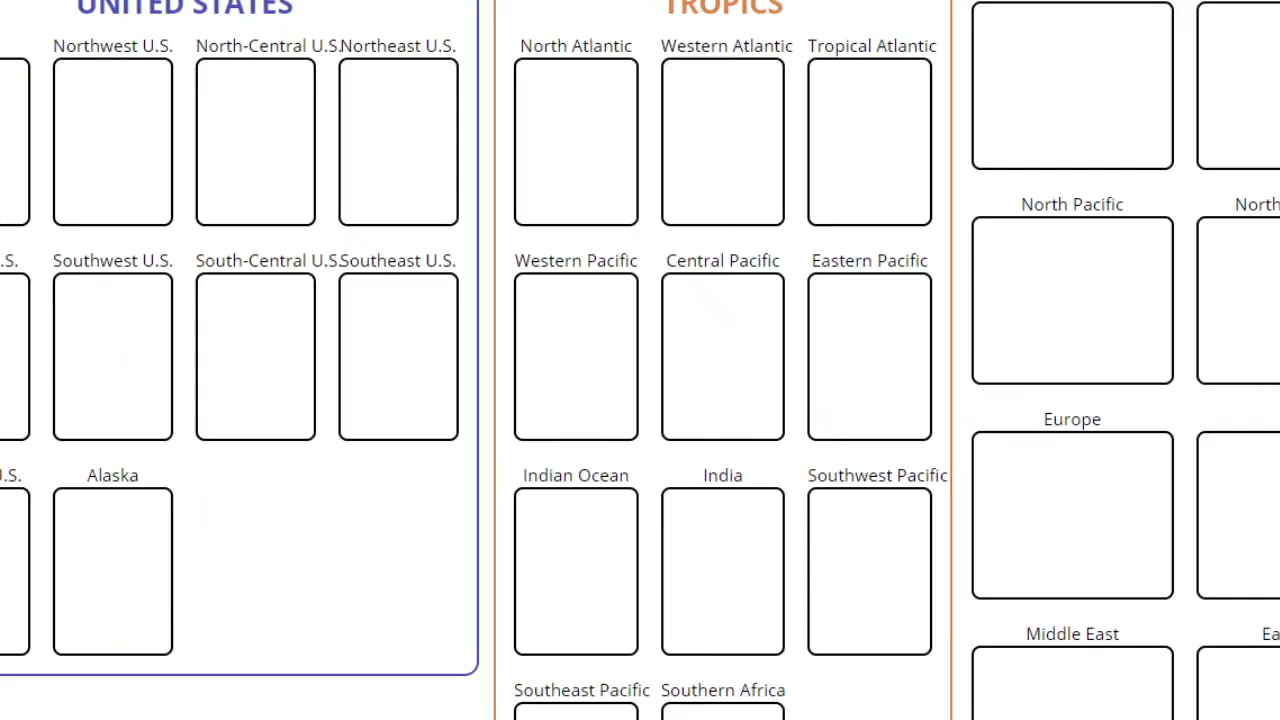 UNITED STATES
Northwest U.S. North-Central U.S. Northeast U.S.
.S. Southwest U.S. South-Central U.S. Southeast U.S.
U.S. Alaska
TROPICS
North Atlantic Western Atlantic Tropical Atlantic
Western Pacific Central Pacific Eastern Pacific
Indian Ocean India Southwest Pacific
Southeast Pacific Southern Africa
North Pacific North
Europe
Middle East Ea